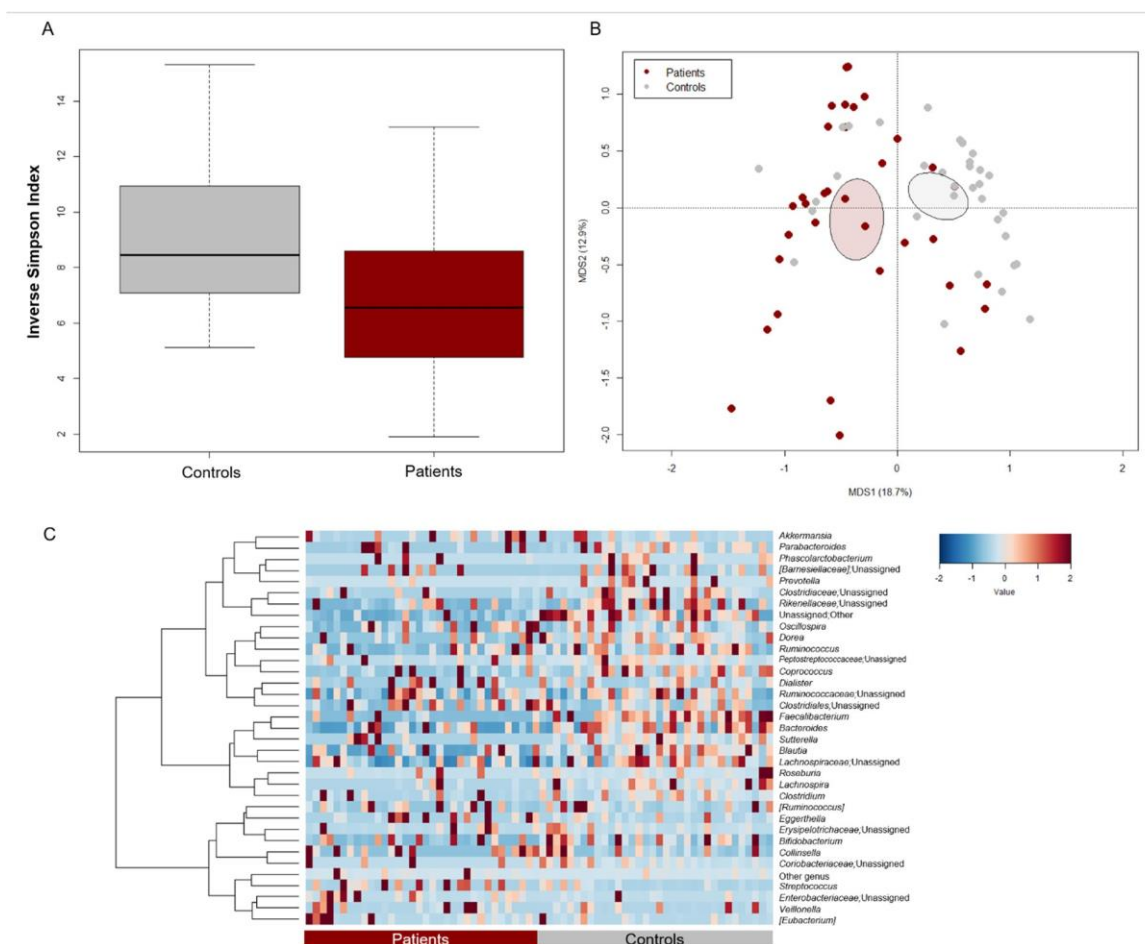 A
Inverse Simpson Index
14
12
10
8
6
4
2
Controls
Patients
B
Patients
Controls
MDS2 (12.9%)
1.0
0.5
0.0
-0.5
-1.0
-1.5
-2.0
-2
-1
0
1
2
MDS1 (18.7%)
C
Akkermansia
Parabacteroides
Phascolarctobacterium
[Barnesiellaceae];Unassigned
Prevotella
Clostridiaceae;Unassigned
Rikenellaceae;Unassigned
Unassigned;Other
Oscillospira
Dorea
Ruminococcus
Peptostreptococcaceae;Unassigned
Coprococcus
Dialister
Ruminococcaceae;Unassigned
Clostridiales;Unassigned
Faecalibacterium
Bacteroides
Sutterella
Blautia
Lachnospiraceae;Unassigned
Roseburia
Lachnospira
Clostridium
[Ruminococcus]
Eggerthella
Erysipelotrichaceae;Unassigned
Bifidobacterium
Collinsella
Coriobacteriaceae;Unassigned
Other genus
Streptococcus
Enterobacteriaceae;Unassigned
Veillonella
[Eubacterium]
Patients
Controls
-2
-1
0
1
2
Value